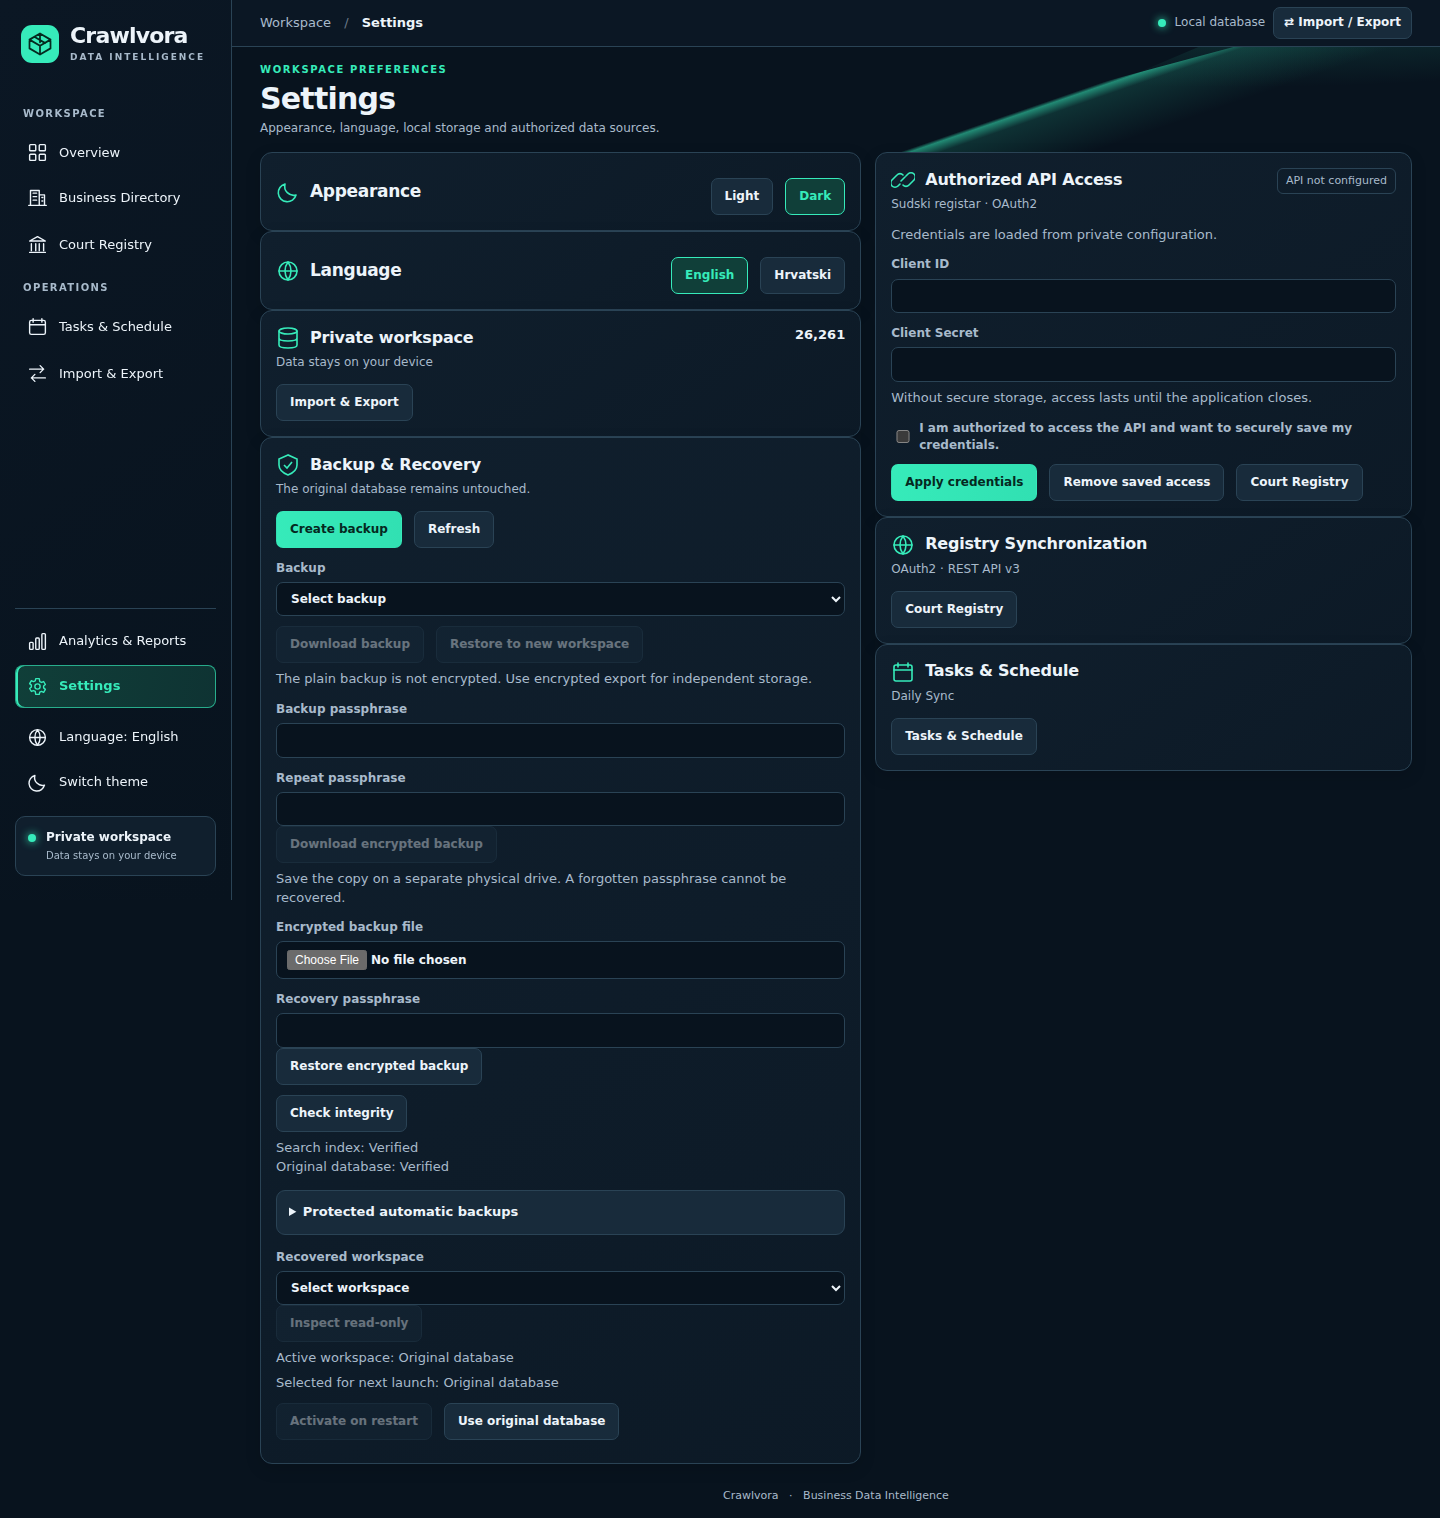 Crawlvora
DATA INTELLIGENCE
WORKSPACE
Overview
Business Directory
Court Registry
OPERATIONS
Tasks & Schedule
Import & Export
Analytics & Reports
Settings
Language: English
Switch theme
Private workspace
Data stays on your device
Workspace / Settings
Local database
⇄ Import / Export
WORKSPACE PREFERENCES
Settings
Appearance, language, local storage and authorized data sources.
Appearance
Light
Dark
Language
English
Hrvatski
Private workspace
26,261
Data stays on your device
Import & Export
Backup & Recovery
The original database remains untouched.
Create backup
Refresh
Backup
Select backup
Download backup
Restore to new workspace
The plain backup is not encrypted. Use encrypted export for independent storage.
Backup passphrase
Repeat passphrase
Download encrypted backup
Save the copy on a separate physical drive. A forgotten passphrase cannot be
recovered.
Encrypted backup file
Choose File No file chosen
Recovery passphrase
Restore encrypted backup
Check integrity
Search index: Verified
Original database: Verified
Protected automatic backups
Recovered workspace
Select workspace
Inspect read-only
Active workspace: Original database
Selected for next launch: Original database
Activate on restart
Use original database
Authorized API Access
API not configured
Sudski registar · OAuth2
Credentials are loaded from private configuration.
Client ID
Client Secret
Without secure storage, access lasts until the application closes.
I am authorized to access the API and want to securely save my
credentials.
Apply credentials
Remove saved access
Court Registry
Registry Synchronization
OAuth2 · REST API v3
Court Registry
Tasks & Schedule
Daily Sync
Tasks & Schedule
Crawlvora · Business Data Intelligence